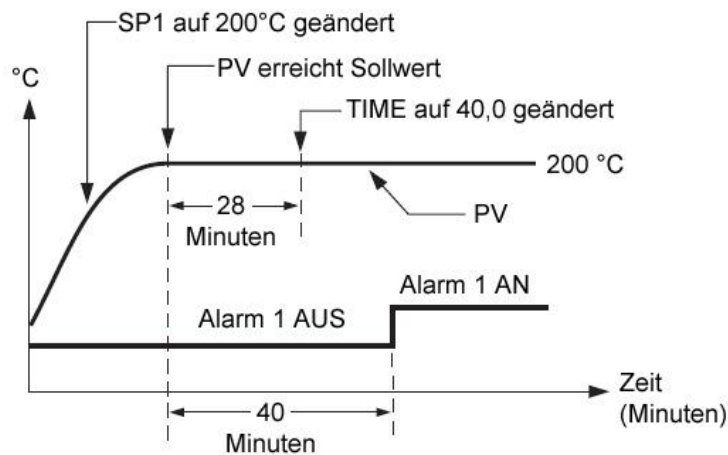 SP1 auf 200°C geändert
°C
PV erreicht Sollwert
TIME auf 40,0 geändert
200 °C
28
Minuten
PV
Alarm 1 AN
Alarm 1 AUS
Zeit
(Minuten)
40
Minuten